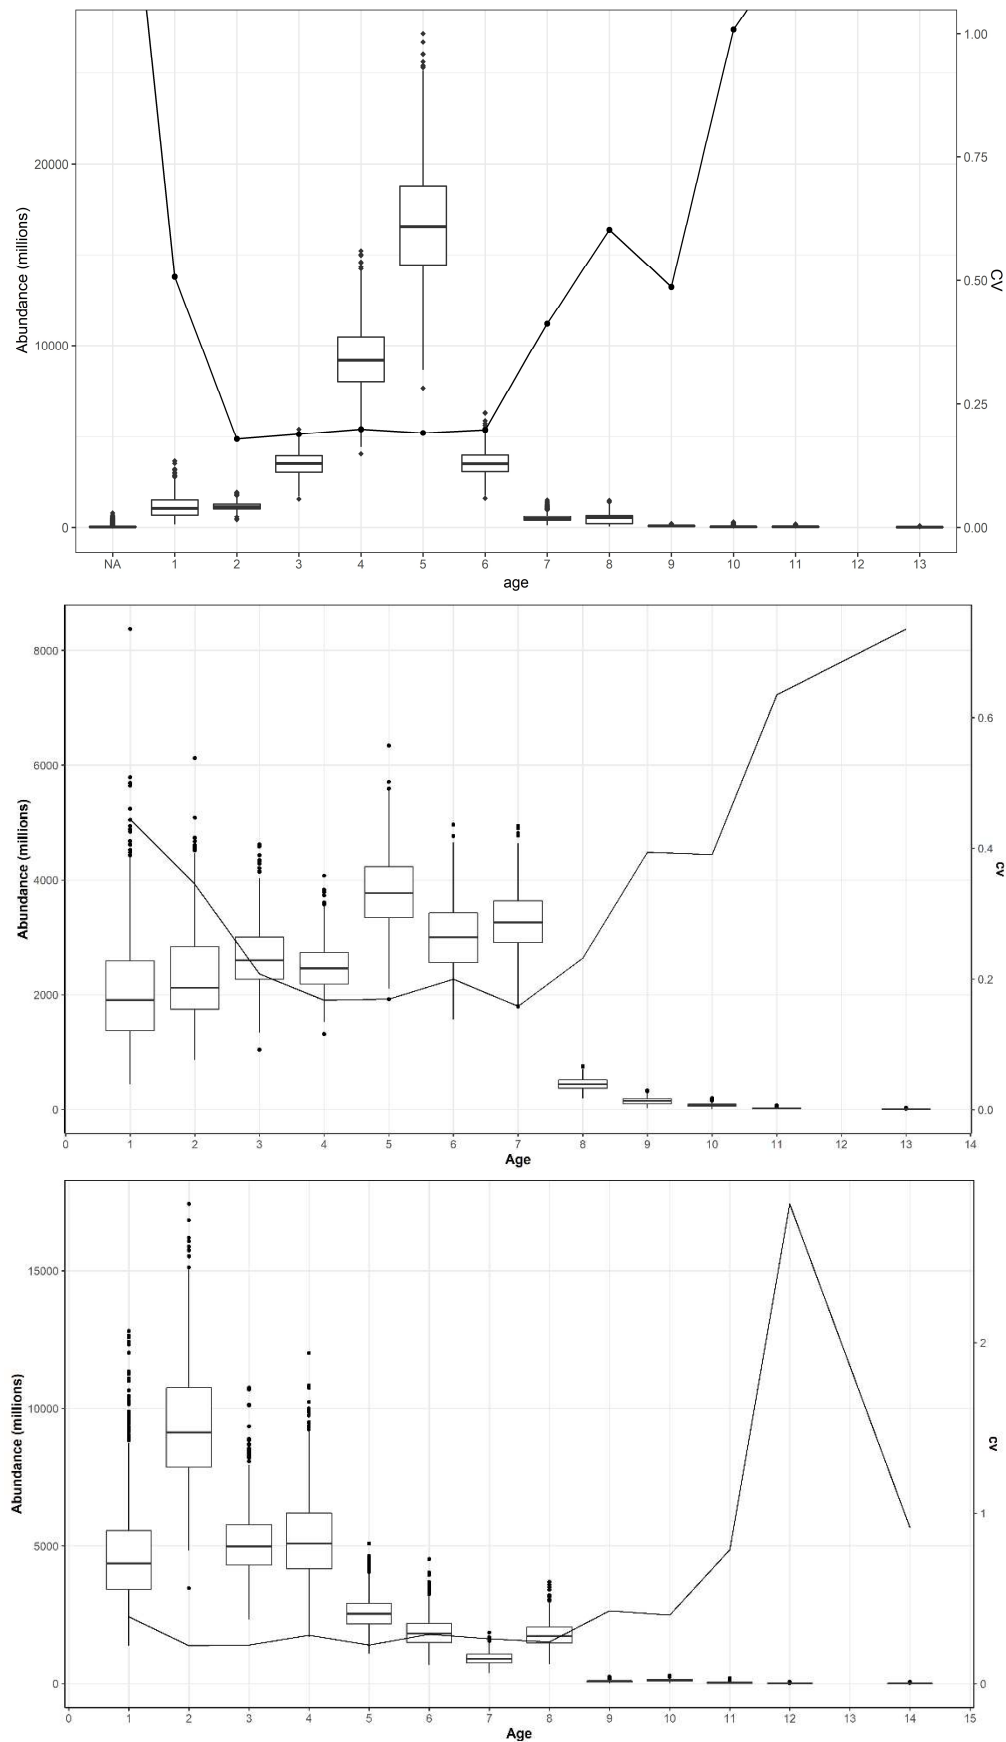 1.00
0.75
20000
Abundance (millions)
0.50
CV
10000
0.25
0
0.00
NA 1 2 3 4 5 6 7 8 9 10 11 12 13
age
8000
0.6
6000
Abundance (millions)
0.4
cv
4000
2000
0.2
0
0.0
0 1 2 3 4 5 6 7 8 9 10 11 12 13 14
Age
15000
2
Abundance (millions)
10000
cv
1
5000
0
0
0 1 2 3 4 5 6 7 8 9 10 11 12 13 14 15
Age